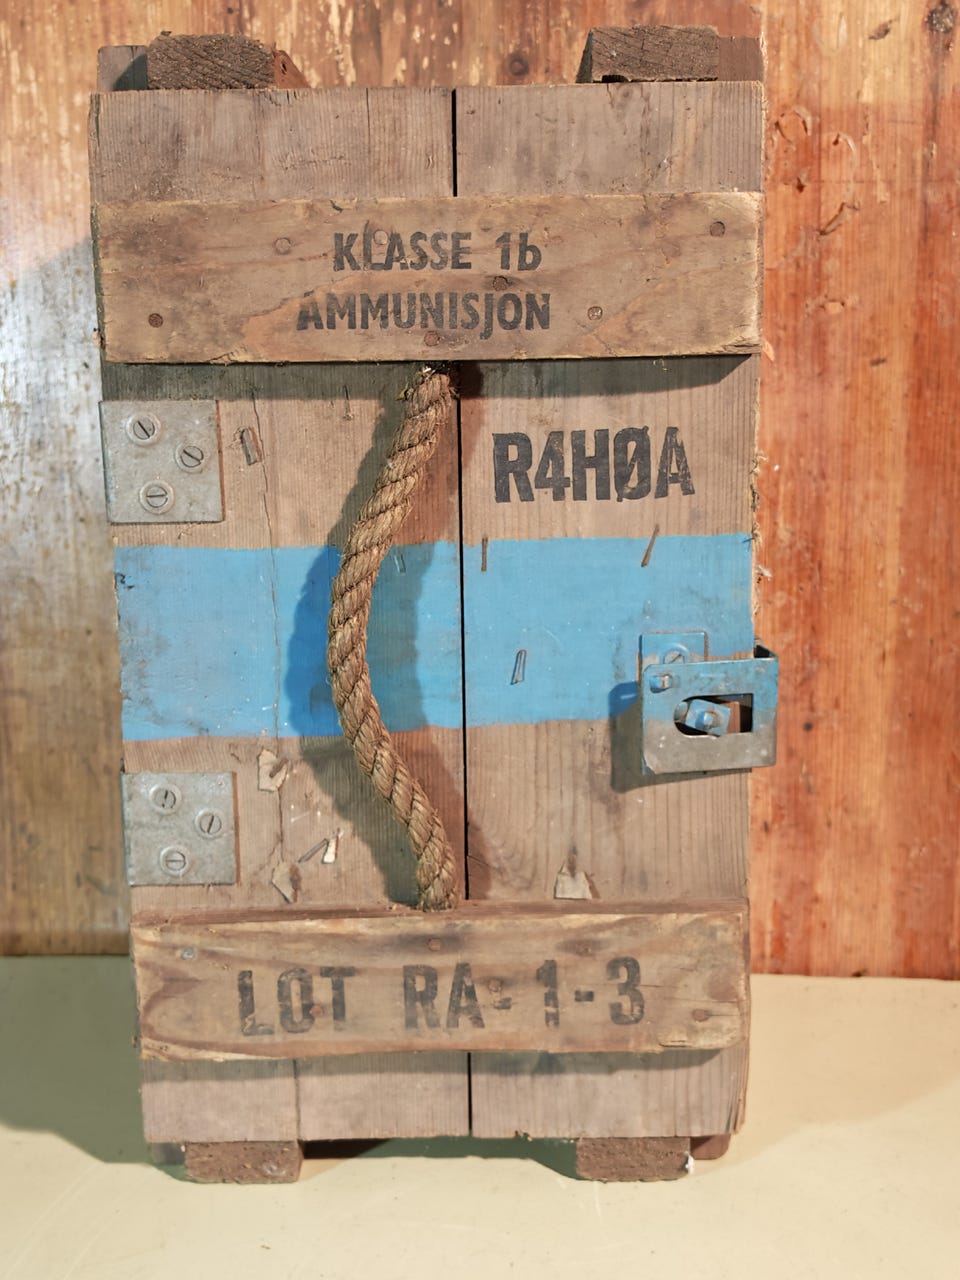 KLASSE 1b
AMMUNISJON
R4HØA
LOT RA-1-3